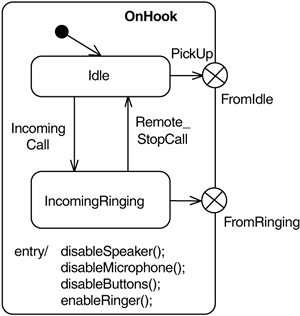 OnHook
PickUp
Idle
FromIdle
Incoming
Call
Remote_
StopCall
IncomingRinging
FromRinging
entry/ disableSpeaker();
disableMicrophone();
disableButtons();
enableRinger();